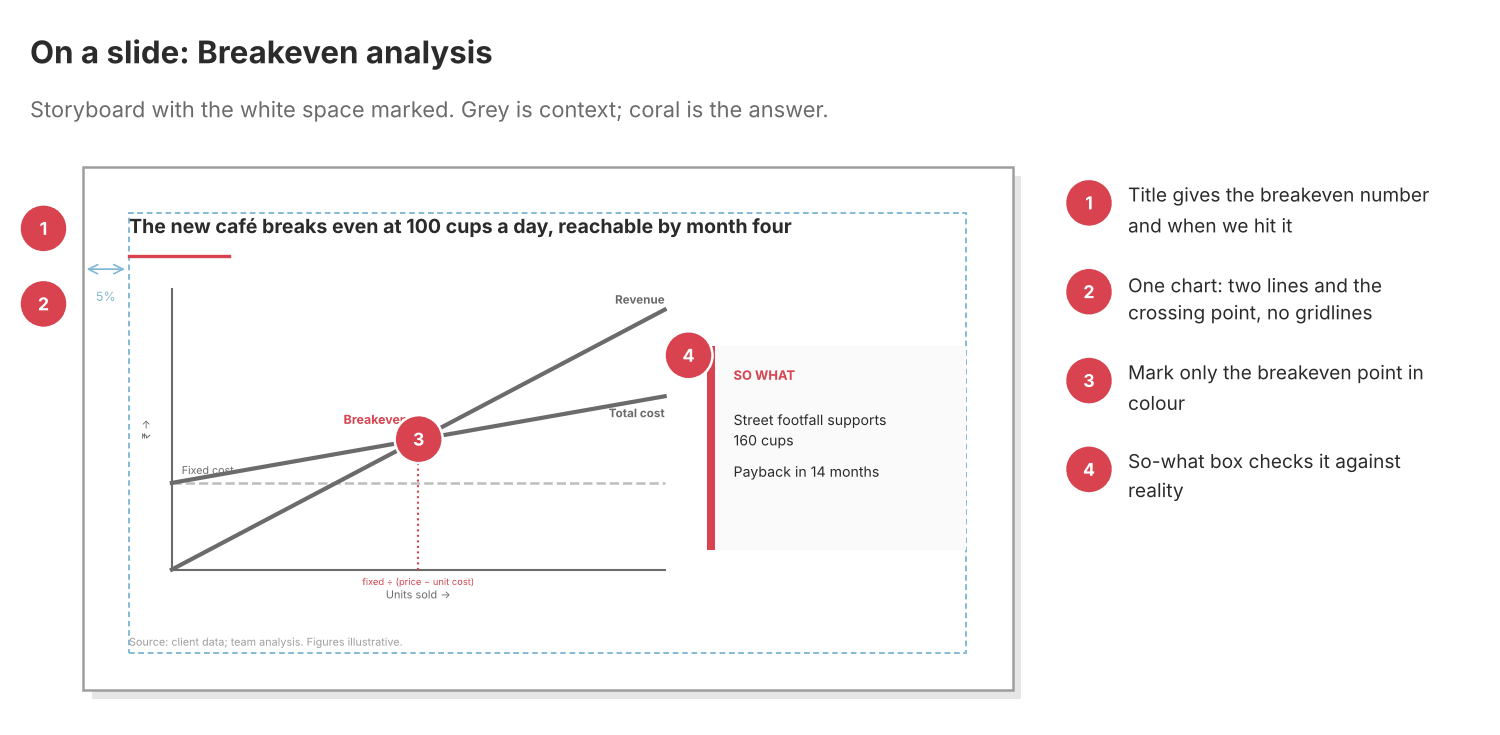 On a slide: Breakeven analysis
Storyboard with the white space marked. Grey is context; coral is the answer.
1
The new café breaks even at 100 cups a day, reachable by month four
2
5%
Revenue
4
SO WHAT
Street footfall supports
160 cups
Payback in 14 months
Total cost
3
Fixed cost
fixed ÷ (price − unit cost)
Units sold →
Source: client data; team analysis. Figures illustrative.
1
Title gives the breakeven number
and when we hit it
2
One chart: two lines and the
crossing point, no gridlines
3
Mark only the breakeven point in
colour
4
So-what box checks it against
reality